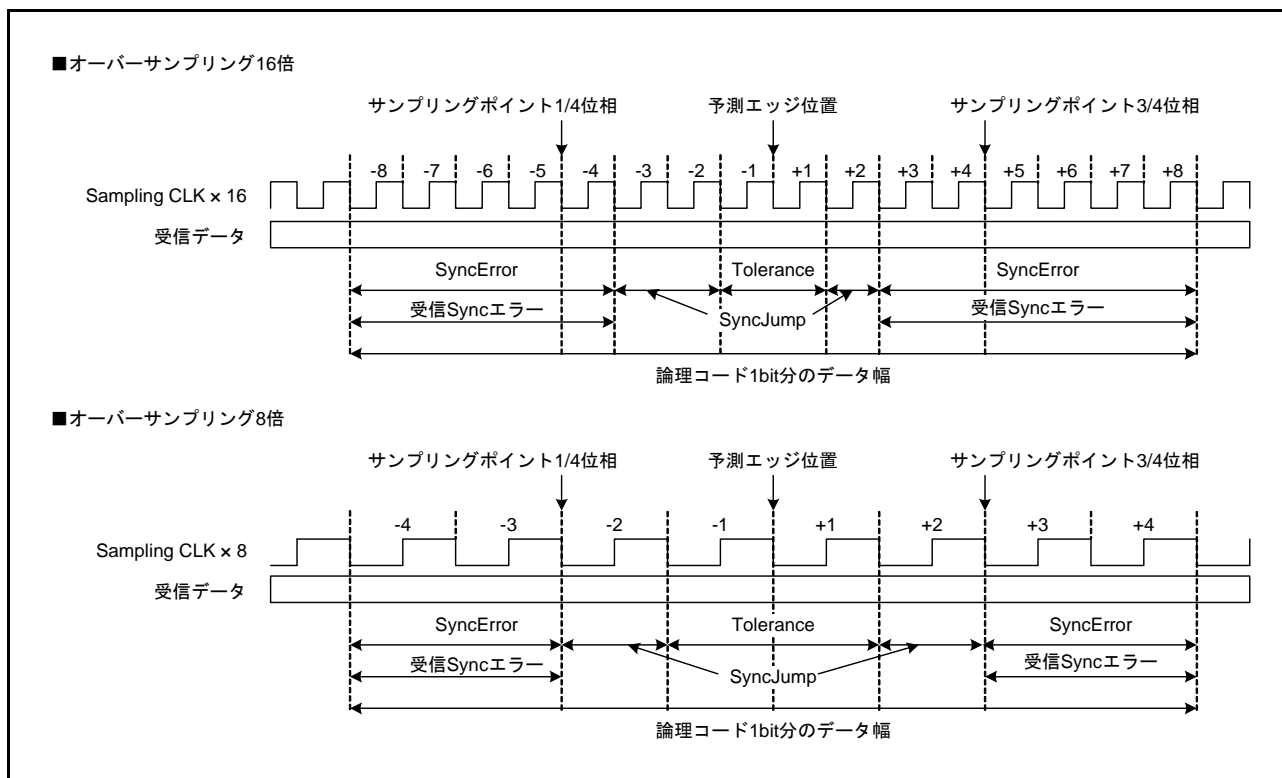 ■オーバーサンプリング16倍
サンプリングポイント1/4位相 予測エッジ位置 サンプリングポイント3/4位相
-8 -7 -6 -5 -4 -3 -2 -1 +1 +2 +3 +4 +5 +6 +7 +8
Sampling CLK × 16
受信データ
SyncError Tolerance SyncError
受信Syncエラー SyncJump 受信Syncエラー
論理コード1bit分のデータ幅
■オーバーサンプリング8倍
サンプリングポイント1/4位相 予測エッジ位置 サンプリングポイント3/4位相
-4 -3 -2 -1 +1 +2 +3 +4
Sampling CLK × 8
受信データ
SyncError Tolerance SyncError
受信Syncエラー SyncJump 受信Syncエラー
論理コード1bit分のデータ幅